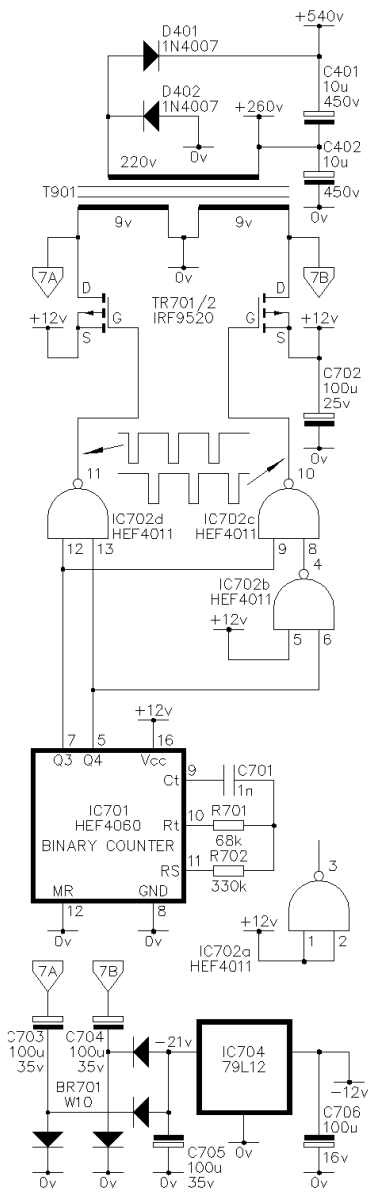 D401
1N4007
+540v
C401
10u
450v
D402
1N4007
+260v
0v
C402
10u
450v
220v
0v
T901
9v
9v
0v
7A
7B
D
G
S
+12v
TR701/2
IRF9520
D
G
S
+12v
C702
100u
25v
0v
11
10
IC702d
HEF4011
IC702c
HEF4011
12
13
9
8
4
IC702b
HEF4011
+12v
5
6
+12v
7
5
16
Q3
Q4
Vcc
9
Ct
C701
1n
IC701
HEF4060
BINARY COUNTER
10
Rt
R701
68k
11
RS
R702
330k
MR
GND
12
8
0v
0v
3
+12v
1
2
IC702a
HEF4011
7A
7B
C703
100u
35v
C704
100u
35v
-21v
IC704
79L12
-12v
BR701
W10
C706
100u
16v
0v
C705
100u
35v
0v
0v
0v
0v